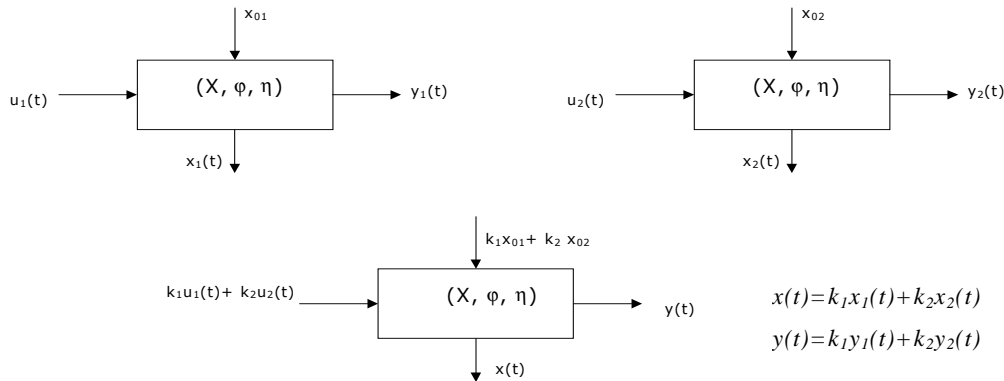 x₀₁
(X, φ, η)
u₁(t)
y₁(t)
x₁(t)
x₀₂
(X, φ, η)
u₂(t)
y₂(t)
x₂(t)
k₁x₀₁+ k₂ x₀₂
k₁u₁(t)+ k₂u₂(t)
(X, φ, η)
y(t)
x(t)
x(t)=k₁x₁(t)+k₂x₂(t)
y(t)=k₁y₁(t)+k₂y₂(t)